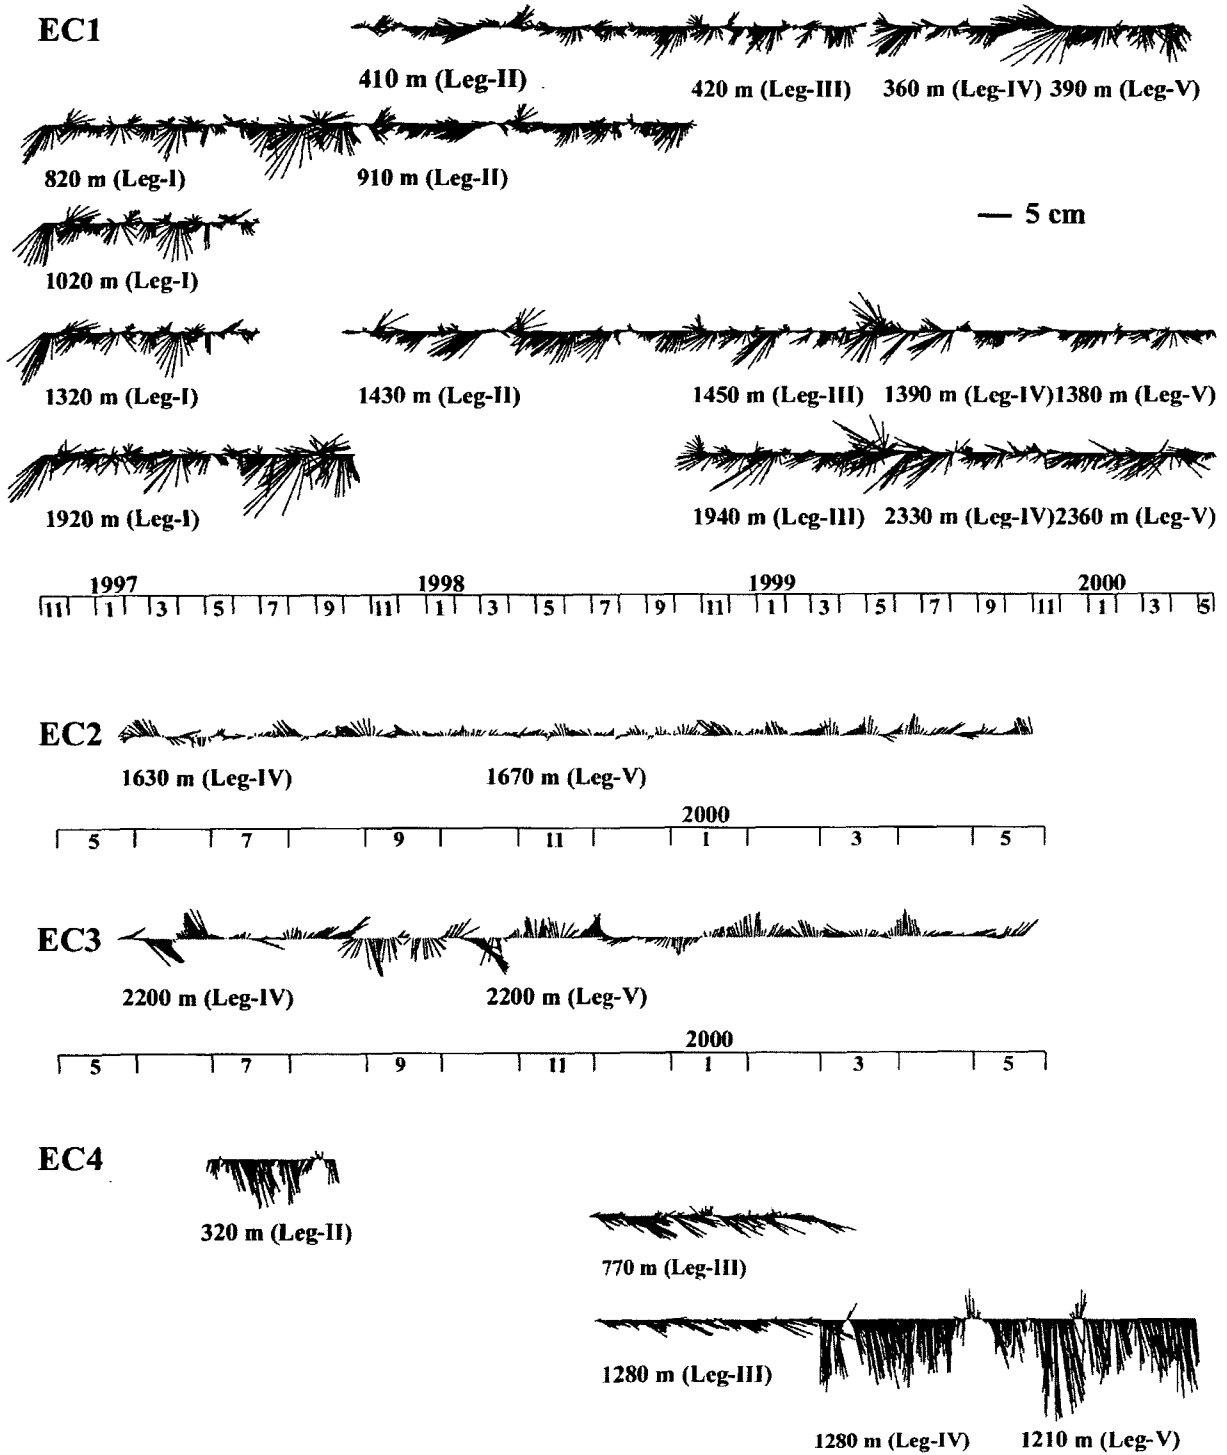 EC1
410 m (Leg-II)
420 m (Leg-III) 360 m (Leg-IV) 390 m (Leg-V)
820 m (Leg-I) 910 m (Leg-II)
5 cm
1020 m (Leg-I)
1320 m (Leg-I) 1430 m (Leg-II) 1450 m (Leg-III) 1390 m (Leg-IV)1380 m (Leg-V)
1920 m (Leg-I) 1940 m (Leg-III) 2330 m (Leg-IV)2360 m (Leg-V)
1997 1998 1999 2000
11 1 3 5 7 9 11 1 3 5 7 9 11 1 3 5 7 9 11 1 3 5
EC2
1630 m (Leg-IV) 1670 m (Leg-V)
2000
5 7 9 11 1 3 5
EC3
2200 m (Leg-IV) 2200 m (Leg-V)
2000
5 7 9 11 1 3 5
EC4
320 m (Leg-II)
770 m (Leg-III)
1280 m (Leg-III)
1280 m (Leg-IV) 1210 m (Leg-V)